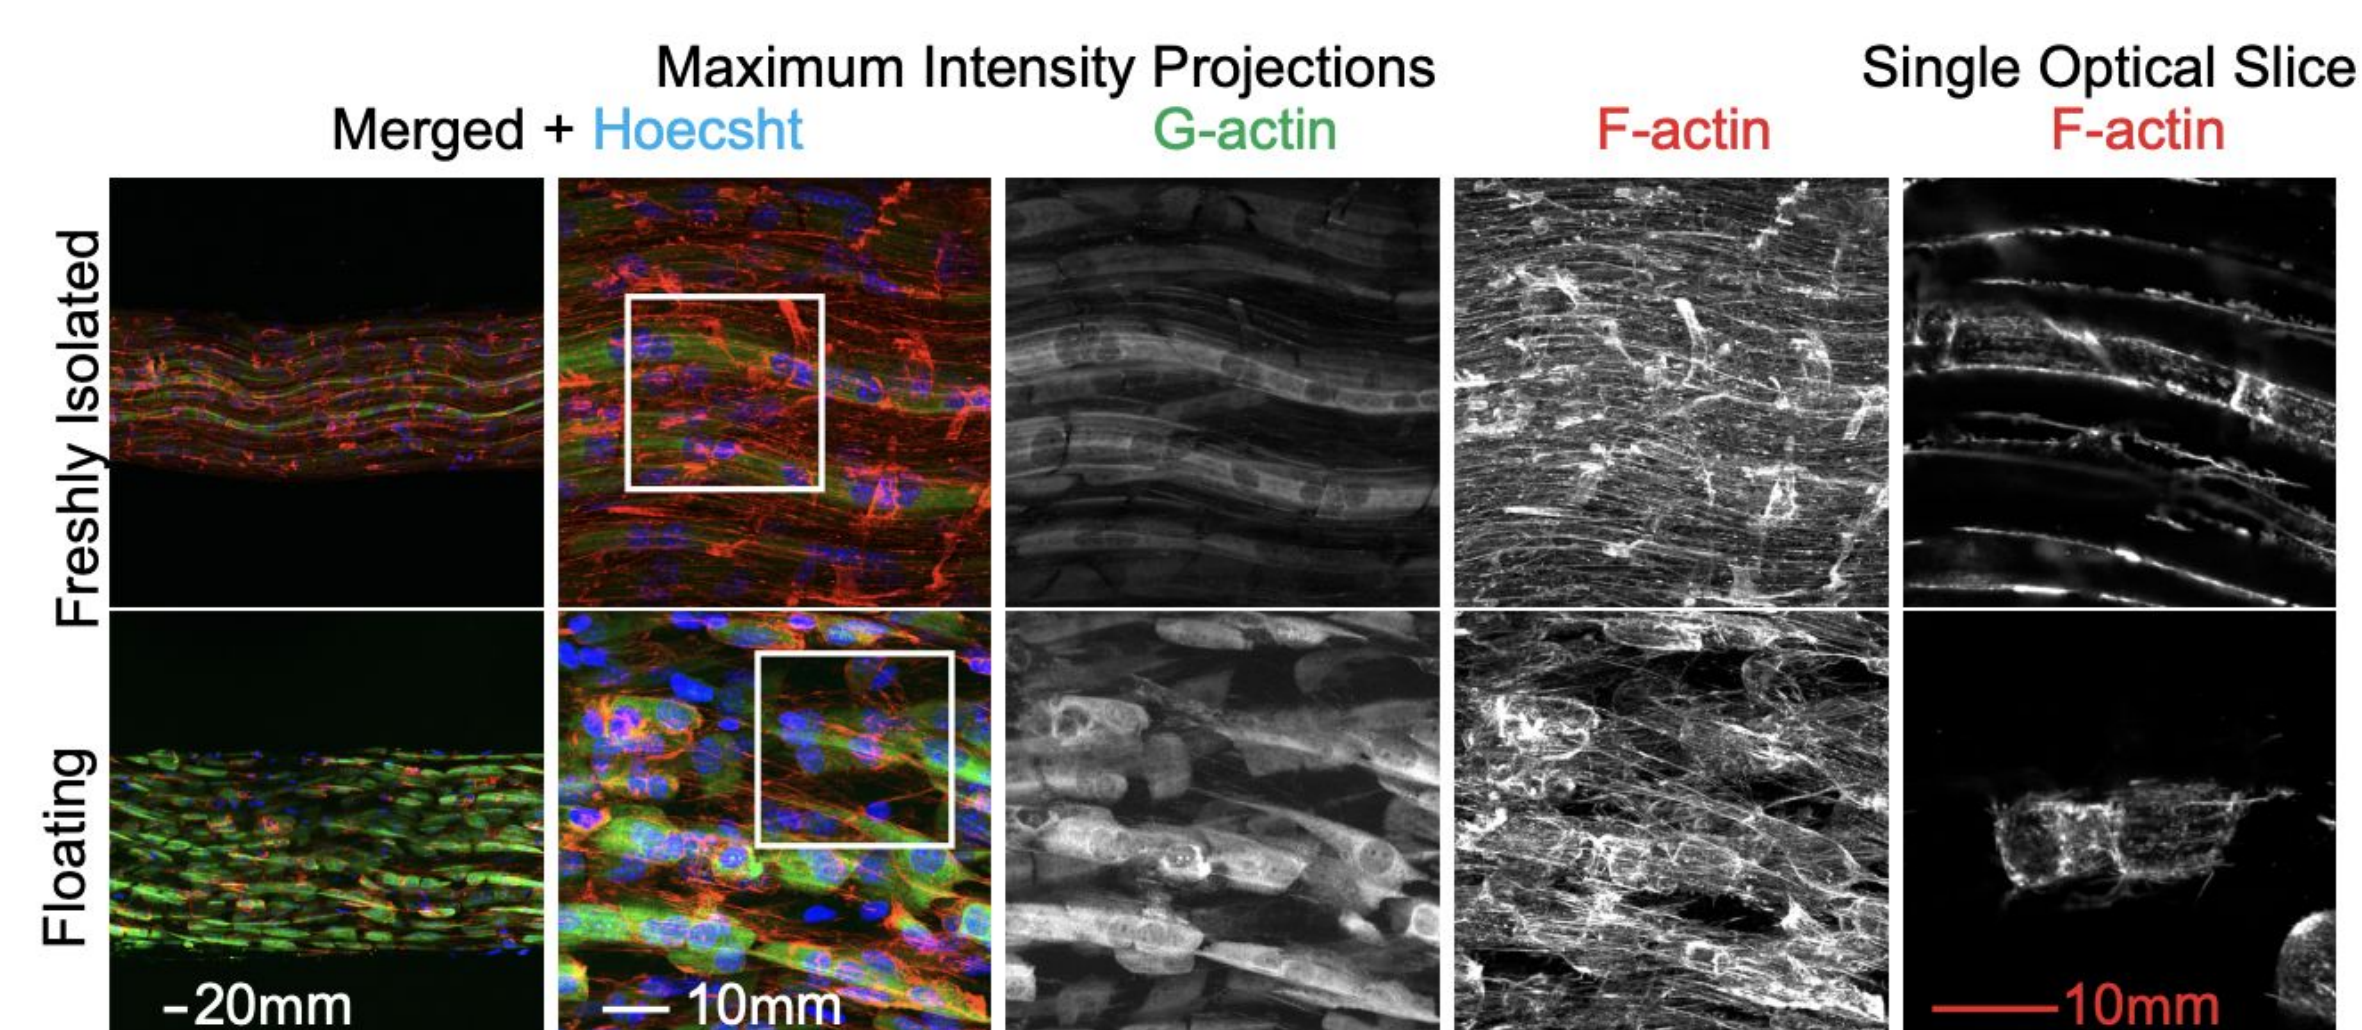 Maximum Intensity Projections
Single Optical Slice
Merged + Hoecsht
G-actin
F-actin
F-actin
Freshly Isolated
Floating
20mm
10mm
10mm